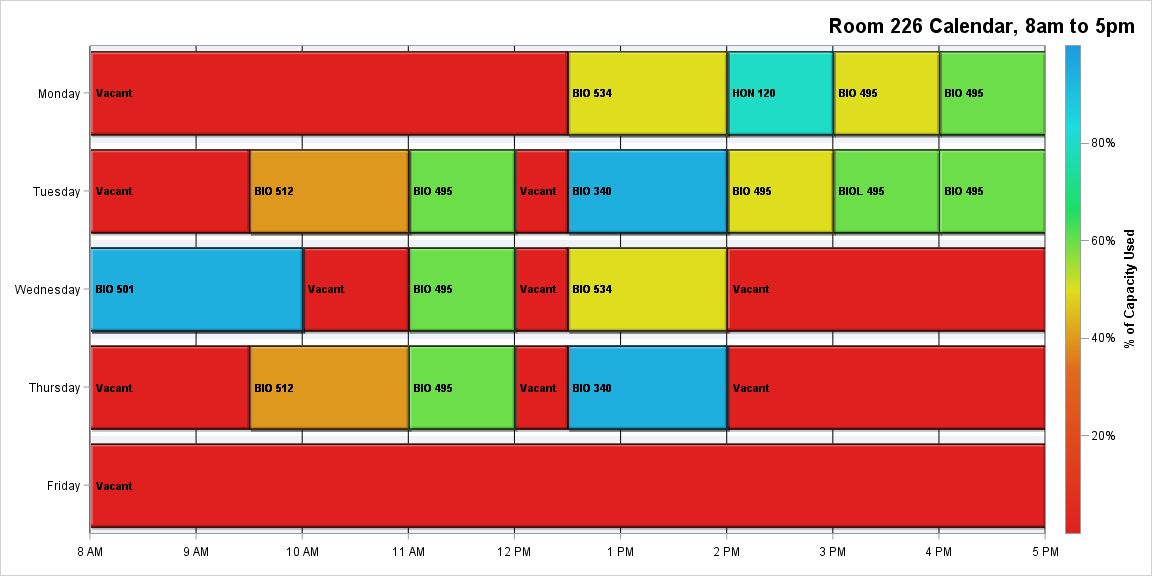 Room 226 Calendar, 8am to 5pm
Monday
Vacant
BIO 534
HON 120
BIO 495
BIO 495
Tuesday
Vacant
BIO 512
BIO 495
Vacant
BIO 340
BIO 495
BIOL 495
BIO 495
Wednesday
BIO 501
Vacant
BIO 495
Vacant
BIO 534
Vacant
Thursday
Vacant
BIO 512
BIO 495
Vacant
BIO 340
Vacant
Friday
Vacant
8 AM
9 AM
10 AM
11 AM
12 PM
1 PM
2 PM
3 PM
4 PM
5 PM
80%
60%
40%
20%
% of Capacity Used